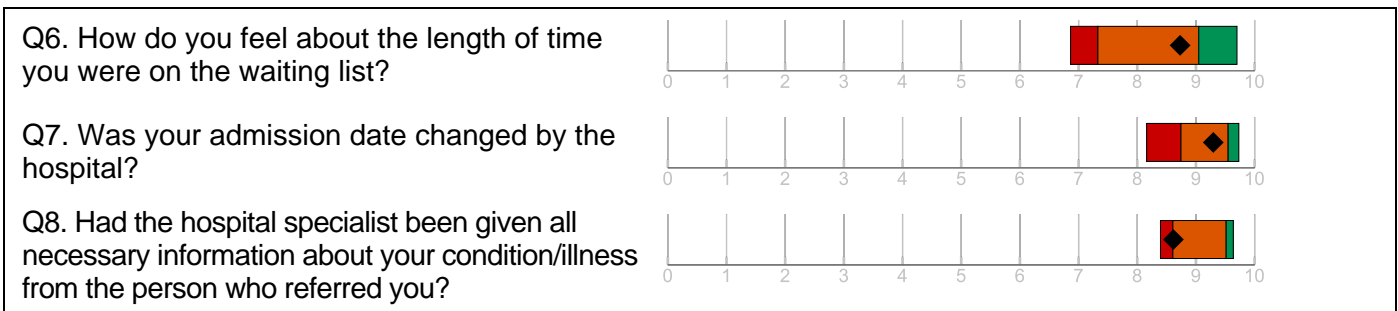 Q6. How do you feel about the length of time
you were on the waiting list?
0 1 2 3 4 5 6 7 8 9 10
Q7. Was your admission date changed by the
hospital?
0 1 2 3 4 5 6 7 8 9 10
Q8. Had the hospital specialist been given all
necessary information about your condition/illness
from the person who referred you?
0 1 2 3 4 5 6 7 8 9 10